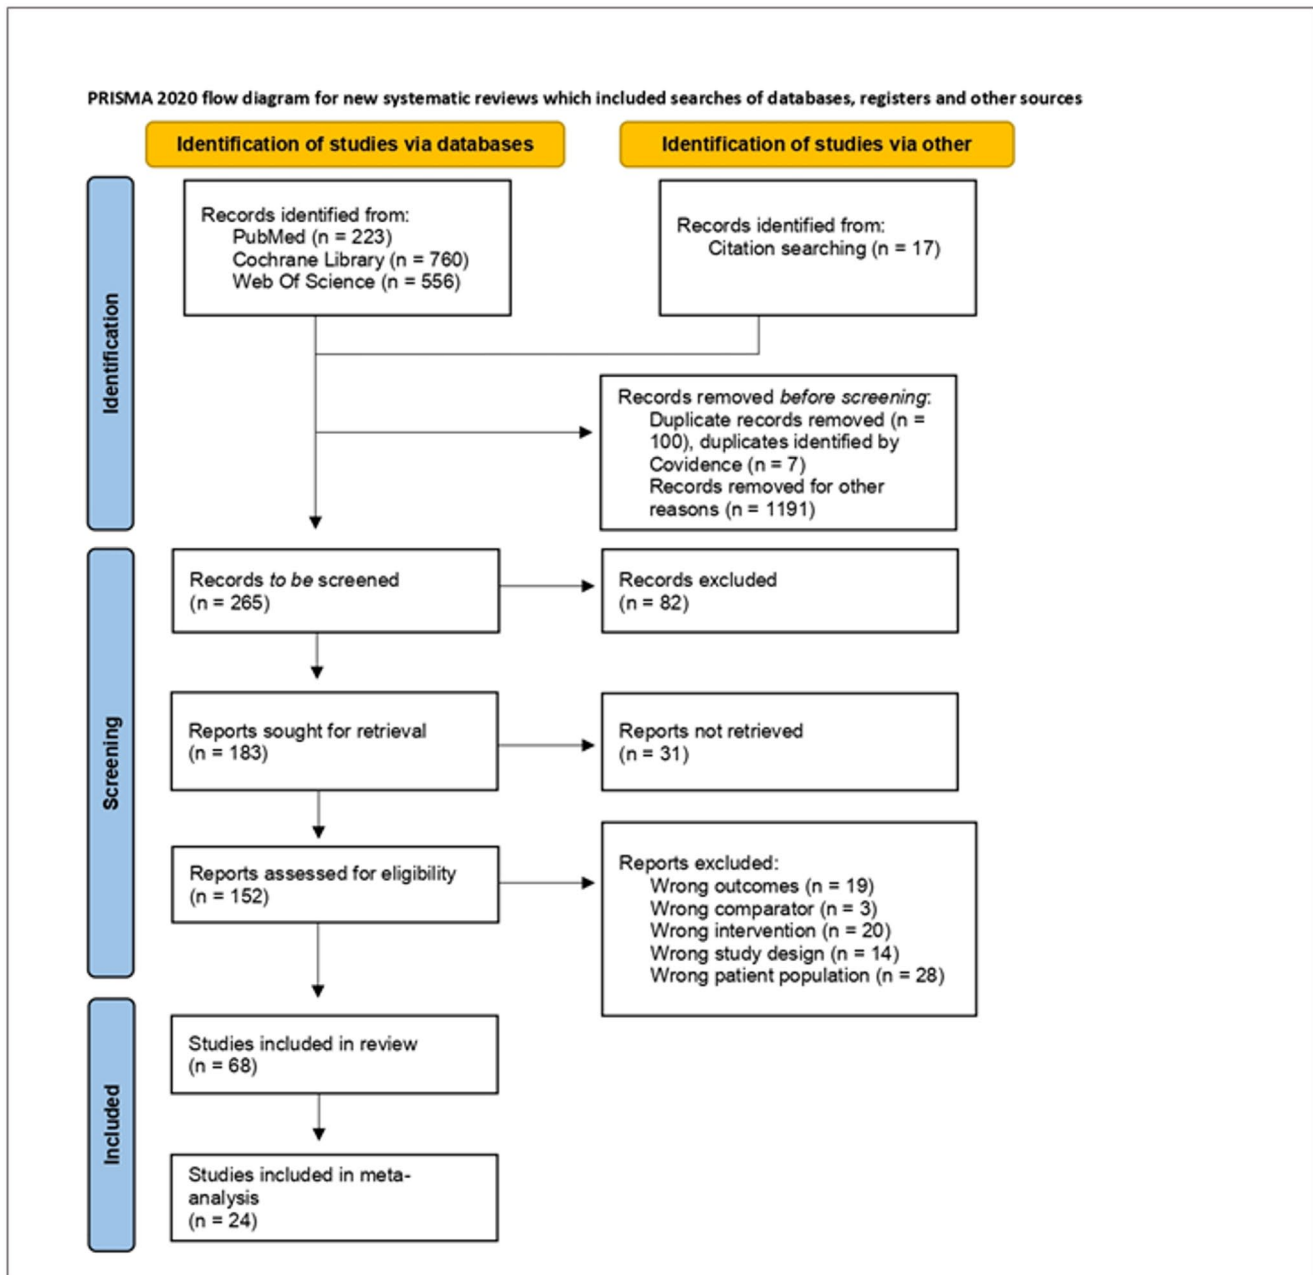 PRISMA 2020 flow diagram for new systematic reviews which included searches of databases, registers and other sources
Identification of studies via databases
Identification of studies via other
Identification
Records identified from:
PubMed (n = 223)
Cochrane Library (n = 760)
Web Of Science (n = 556)
Records identified from:
Citation searching (n = 17)
Records removed before screening:
Duplicate records removed (n =
100), duplicates identified by
Covidence (n = 7)
Records removed for other
reasons (n = 1191)
Screening
Records to be screened
(n = 265)
Records excluded
(n = 82)
Reports sought for retrieval
(n = 183)
Reports not retrieved
(n = 31)
Reports assessed for eligibility
(n = 152)
Reports excluded:
Wrong outcomes (n = 19)
Wrong comparator (n = 3)
Wrong intervention (n = 20)
Wrong study design (n = 14)
Wrong patient population (n = 28)
Included
Studies included in review
(n = 68)
Studies included in meta-
analysis
(n = 24)